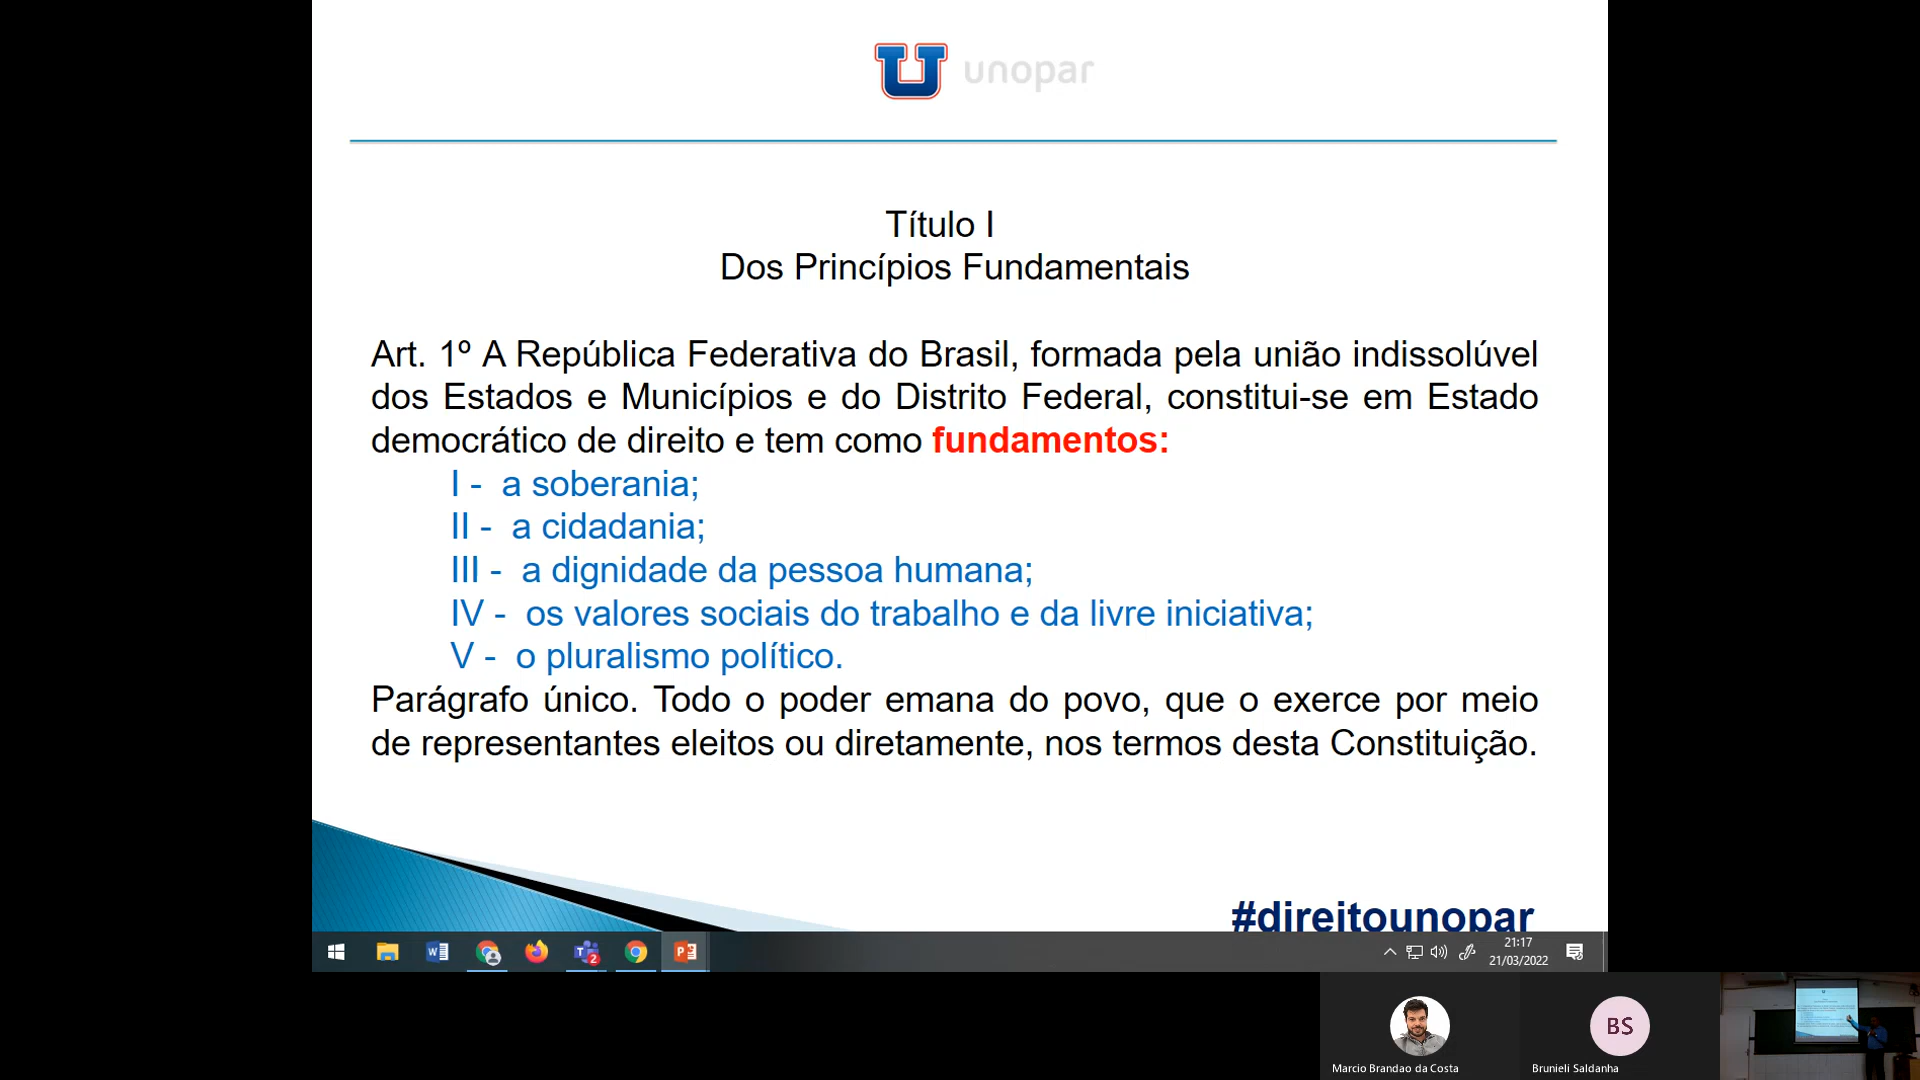 unopar
Título I
Dos Princípios Fundamentais
Art. 1º A República Federativa do Brasil, formada pela união indissolúvel
dos Estados e Municípios e do Distrito Federal, constitui-se em Estado
democrático de direito e tem como fundamentos:
I - a soberania;
II - a cidadania;
III - a dignidade da pessoa humana;
IV - os valores sociais do trabalho e da livre iniciativa;
V - o pluralismo político.
Parágrafo único. Todo o poder emana do povo, que o exerce por meio
de representantes eleitos ou diretamente, nos termos desta Constituição.
#direitounopar
21:17
21/03/2022
2
BS
Marcio Brandao da Costa
Brunieli Saldanha